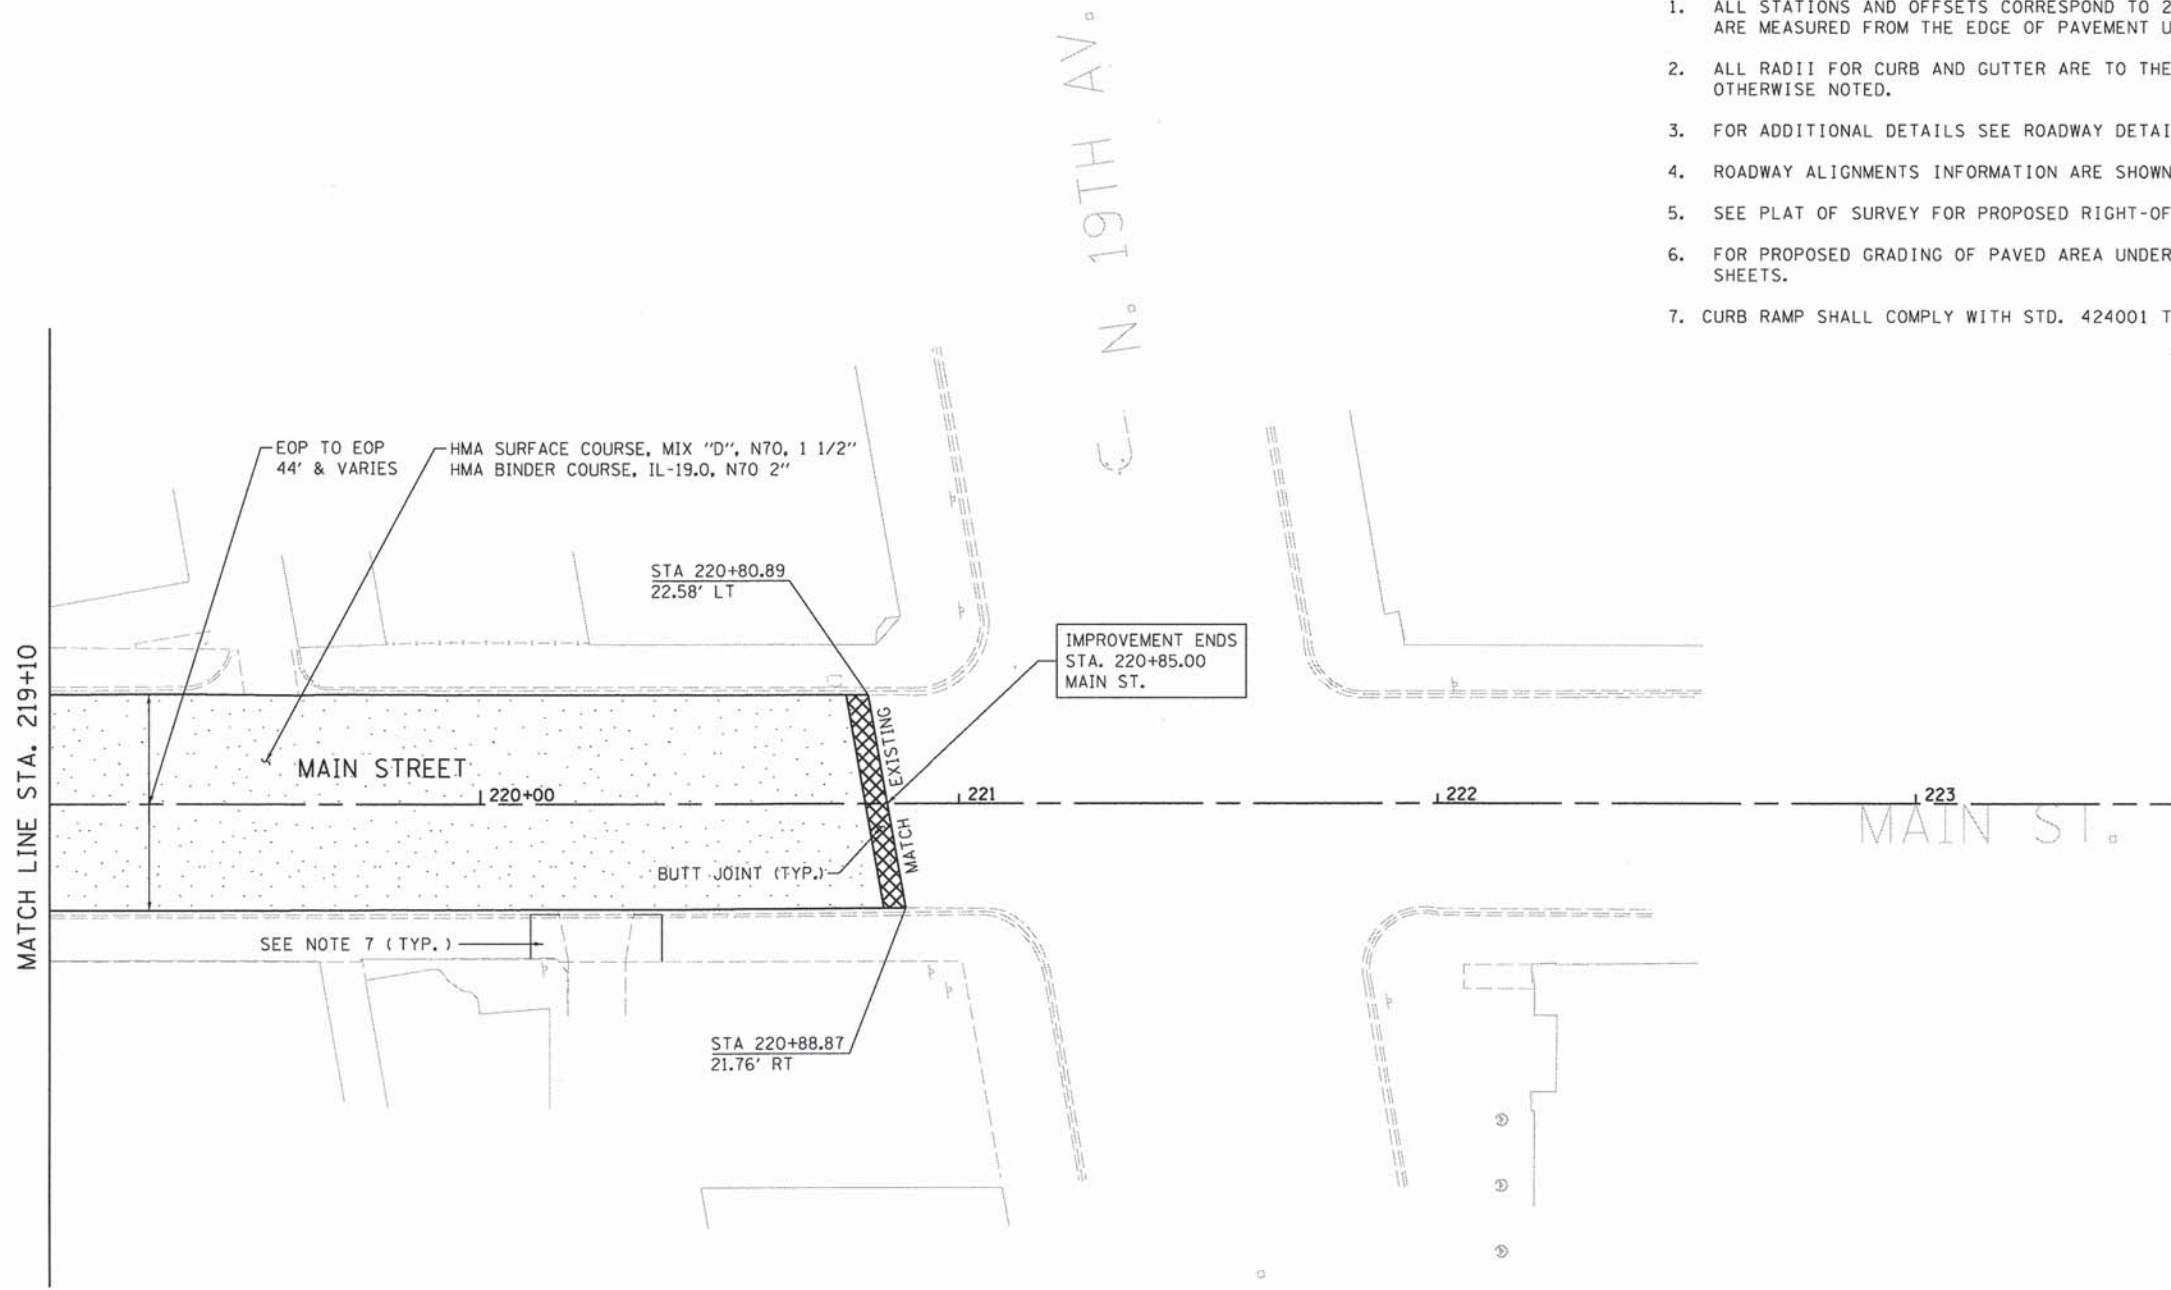 1. ALL STATIONS AND OFFSETS CORRESPOND TO
ARE MEASURED FROM THE EDGE OF PAVEMENT
2. ALL RADII FOR CURB AND GUTTER ARE TO THE
OTHERWISE NOTED.
3. FOR ADDITIONAL DETAILS SEE ROADWAY
4. ROADWAY ALIGNMENTS INFORMATION ARE SHOWN
5. SEE PLAT OF SURVEY FOR PROPOSED RIGHT-OF
6. FOR PROPOSED GRADING OF PAVED AREA UNDER
SHEETS.
7. CURB RAMP SHALL COMPLY WITH STD. 424001
N. 19TH AV.
EOP TO EOP
44' & VARIES
HMA SURFACE COURSE, MIX "D", N70, 1 1/2"
HMA BINDER COURSE, IL-19.0, N70 2"
STA 220+80.89
22.58' LT
IMPROVEMENT ENDS
STA. 220+85.00
MAIN ST.
MATCH LINE STA. 219+10
MAIN STREET
MATCH EXISTING
220+00
221
222
223
MAIN ST.
BUTT JOINT (TYP.)
SEE NOTE 7 (TYP.)
STA 220+88.87
21.76' RT